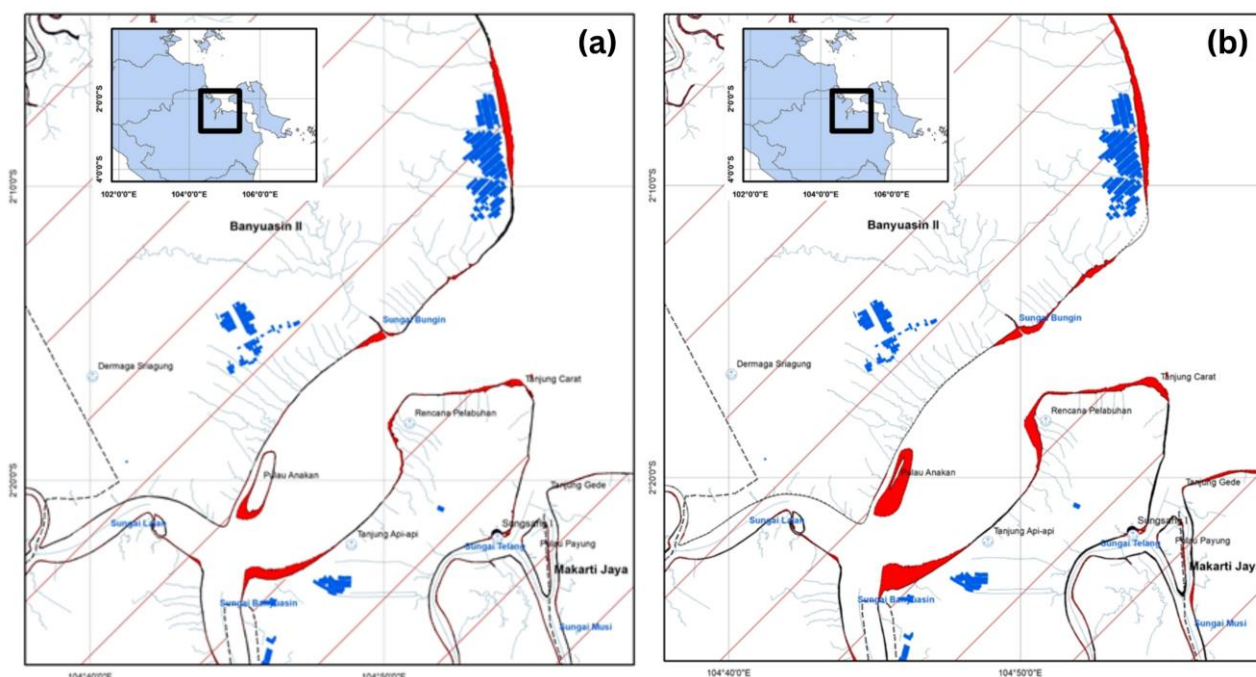 (a)
2°0'0"S
4°0'0"S
102°0'0"E
104°0'0"E
106°0'0"E
2°10'0"S
Banyuasin II
Sungai Bungin
Dermaga Sriagung
Tanjung Carat
Rencana Pelabuhan
2°20'0"S
Pulau Anakan
Tanjung Gede
Sungai Lalan
Sungsang I
Tanjung Api-api
Sungai Telang
Pulau Payung
Makarti Jaya
Sungai Banyuasin
Sungai Musi
104°40'0"E
104°50'0"E
(b)
2°0'0"S
4°0'0"S
102°0'0"E
104°0'0"E
106°0'0"E
2°10'0"S
Banyuasin II
Sungai Bungin
Dermaga Sriagung
Tanjung Carat
Rencana Pelabuhan
2°20'0"S
Pulau Anakan
Tanjung Gede
Sungai Lalan
Sungsang I
Tanjung Api-api
Sungai Telang
Pulau Payung
Makarti Jaya
Sungai Banyuasin
Sungai Musi
104°40'0"E
104°50'0"E